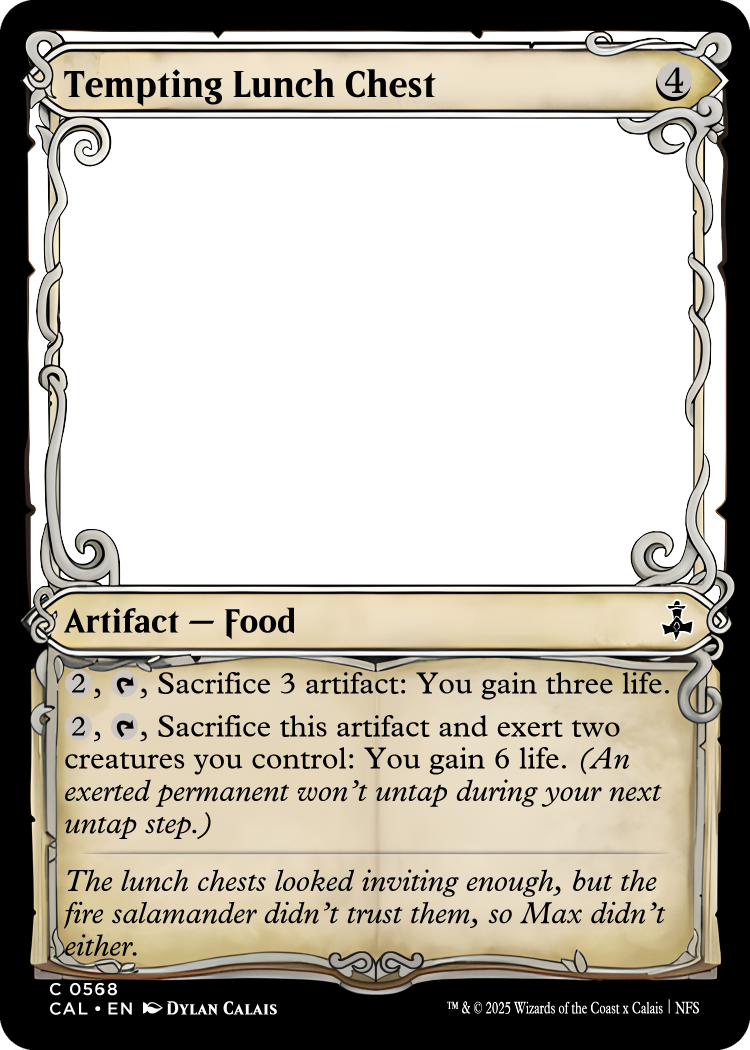 Tempting Lunch Chest 4
Artifact — Food
2, , Sacrifice 3 artifact: You gain three life.
2, , Sacrifice this artifact and exert two
creatures you control: You gain 6 life. (An
exerted permanent won’t untap during your next
untap step.)
The lunch chests looked inviting enough, but the
fire salamander didn’t trust them, so Max didn’t
either.
C 0568
CAL • EN Dylan Calais
™ & © 2025 Wizards of the Coast x Calais | NFS